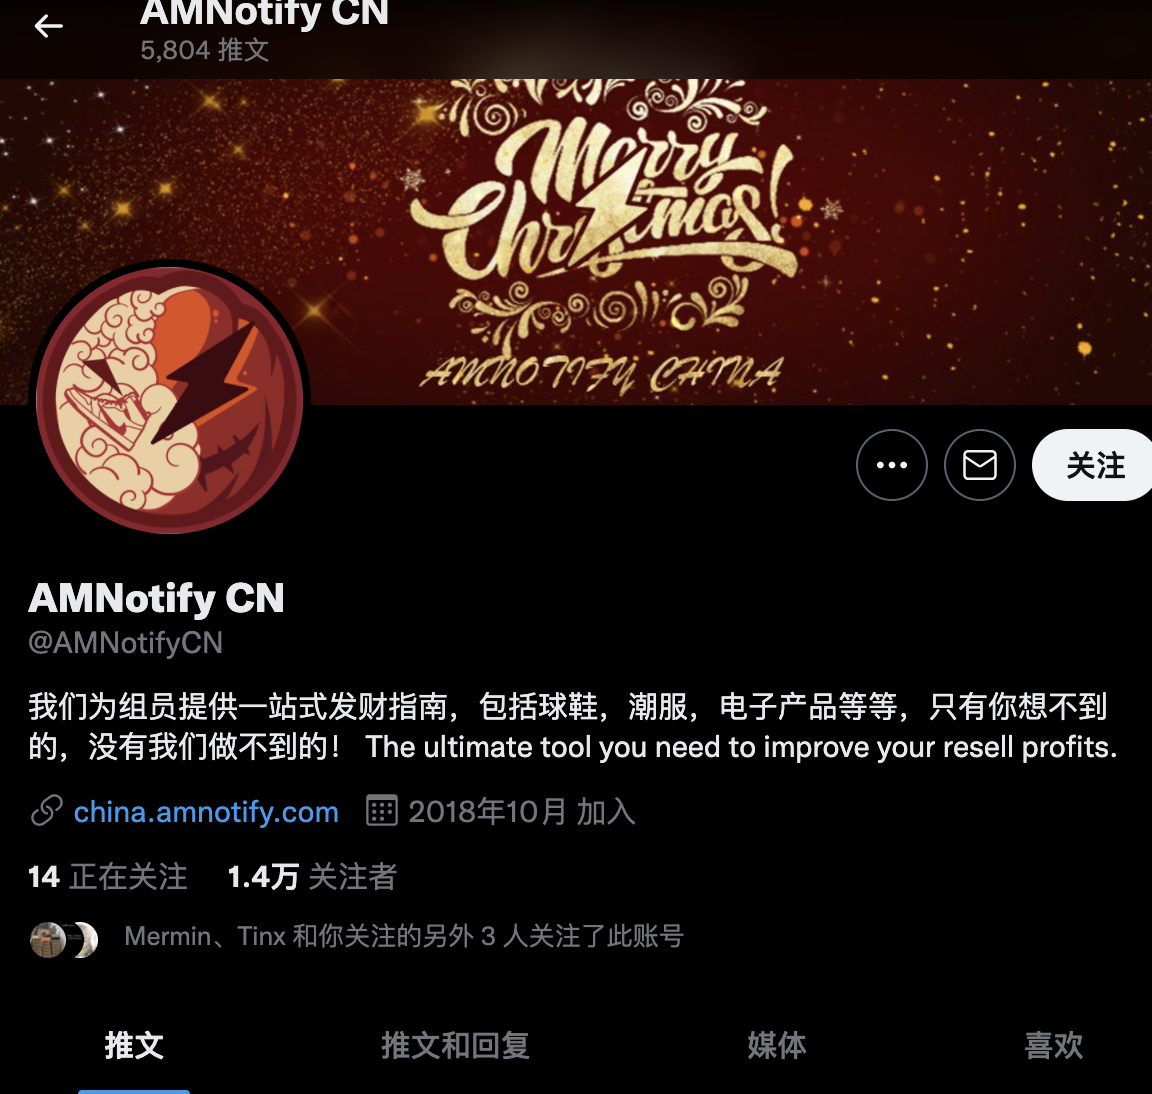 AMNotify CN
5,804 推文
Merry
Christmas!
AMNOTIFY CHINA
关注
AMNotify CN
@AMNotifyCN
我们为组员提供一站式发财指南，包括球鞋，潮服，电子产品等等，只有你想不到
的，没有我们做不到的！ The ultimate tool you need to improve your resell profits.
china.amnotify.com 2018年10月 加入
14 正在关注 1.4万 关注者
Mermin、Tinx 和你关注的另外 3 人关注了此账号
推文 推文和回复 媒体 喜欢